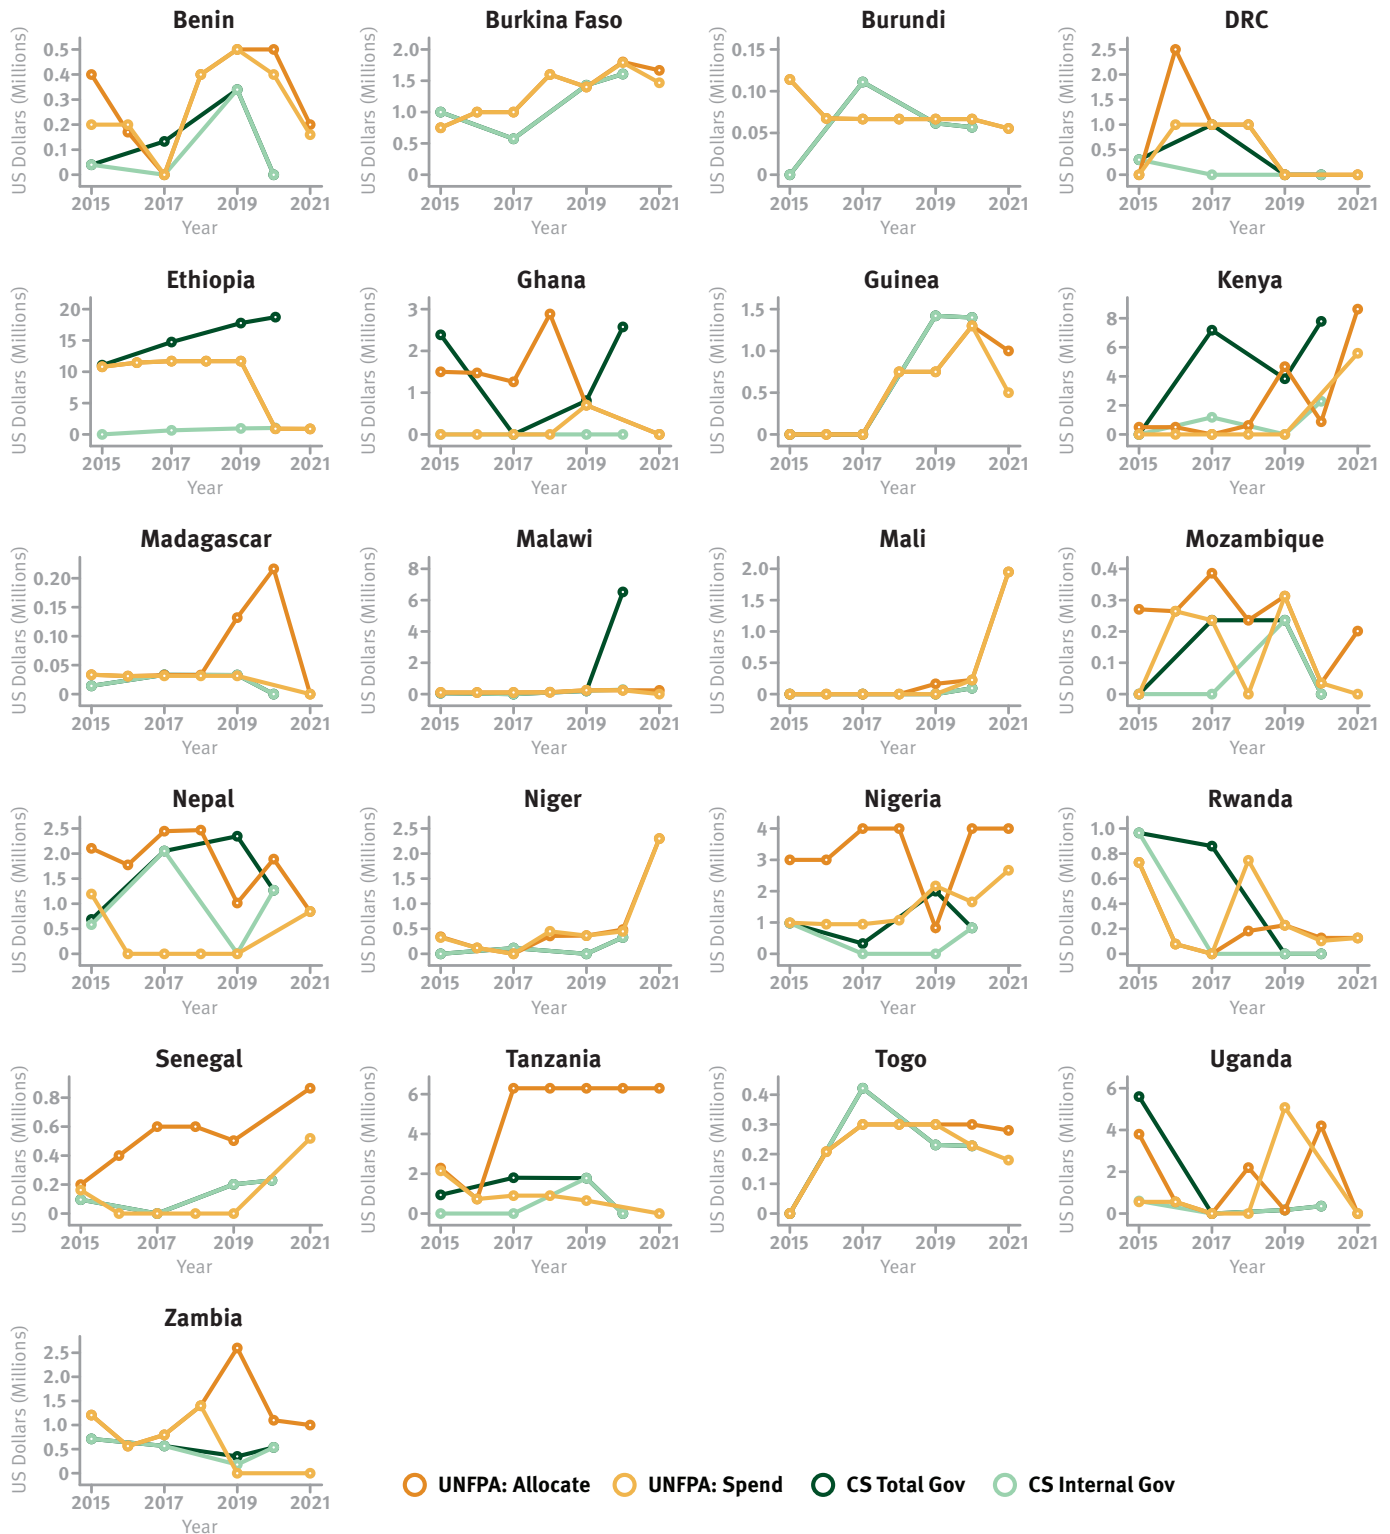 Benin
Burkina Faso
Burundi
DRC
US Dollars (Millions)
0.5
0.4
0.3
0.2
0.1
0
2015 2017 2019 2021
Year
US Dollars (Millions)
2.0
1.5
1.0
0.5
0
2015 2017 2019 2021
Year
US Dollars (Millions)
0.15
0.10
0.05
0
2015 2017 2019 2021
Year
US Dollars (Millions)
2.5
2.0
1.5
1.0
0.5
0
2015 2017 2019 2021
Year
Ethiopia
Ghana
Guinea
Kenya
US Dollars (Millions)
20
15
10
5
0
2015 2017 2019 2021
Year
US Dollars (Millions)
3
2
1
0
2015 2017 2019 2021
Year
US Dollars (Millions)
1.5
1.0
0.5
0
2015 2017 2019 2021
Year
US Dollars (Millions)
8
6
4
2
0
2015 2017 2019 2021
Year
Madagascar
Malawi
Mali
Mozambique
US Dollars (Millions)
0.20
0.15
0.10
0.05
0
2015 2017 2019 2021
Year
US Dollars (Millions)
8
6
4
2
0
2015 2017 2019 2021
Year
US Dollars (Millions)
2.0
1.5
1.0
0.5
0
2015 2017 2019 2021
Year
US Dollars (Millions)
0.4
0.3
0.2
0.1
0
2015 2017 2019 2021
Year
Nepal
Niger
Nigeria
Rwanda
US Dollars (Millions)
2.5
2.0
1.5
1.0
0.5
0
2015 2017 2019 2021
Year
US Dollars (Millions)
2.5
2.0
1.5
1.0
0.5
0
2015 2017 2019 2021
Year
US Dollars (Millions)
4
3
2
1
0
2015 2017 2019 2021
Year
US Dollars (Millions)
1.0
0.8
0.6
0.4
0.2
0
2015 2017 2019 2021
Year
Senegal
Tanzania
Togo
Uganda
US Dollars (Millions)
0.8
0.6
0.4
0.2
0
2015 2017 2019 2021
Year
US Dollars (Millions)
6
4
2
0
2015 2017 2019 2021
Year
US Dollars (Millions)
0.4
0.3
0.2
0.1
0
2015 2017 2019 2021
Year
US Dollars (Millions)
6
4
2
0
2015 2017 2019 2021
Year
Zambia
US Dollars (Millions)
2.5
2.0
1.5
1.0
0.5
0
2015 2017 2019 2021
Year
UNFPA: Allocate UNFPA: Spend CS Total Gov CS Internal Gov